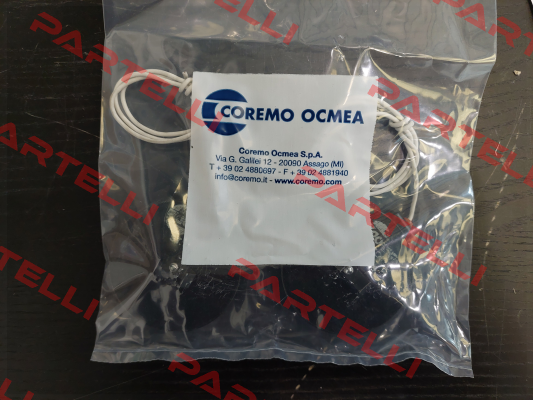 COREMO OCMEA
Coremo Ocmea S.p.A.
Via G. Galilei 12 - 20090 Assago (MI)
T + 39 02 4880697 - F + 39 02 4881940
info@coremo.it - www.coremo.com
PARTELLI
PARTELLI
PARTELLI
PARTELLI
PARTELLI
PARTELLI